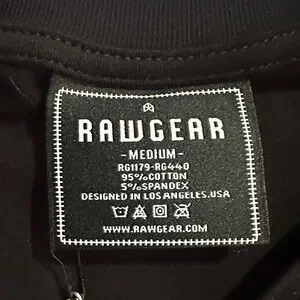 RAWGEAR
-MEDIUM-
RG1179-RG440
95%COTTON
5%SPANDEX
DESIGNED IN LOS ANGELES.USA
WWW.RAWGEAR.COM